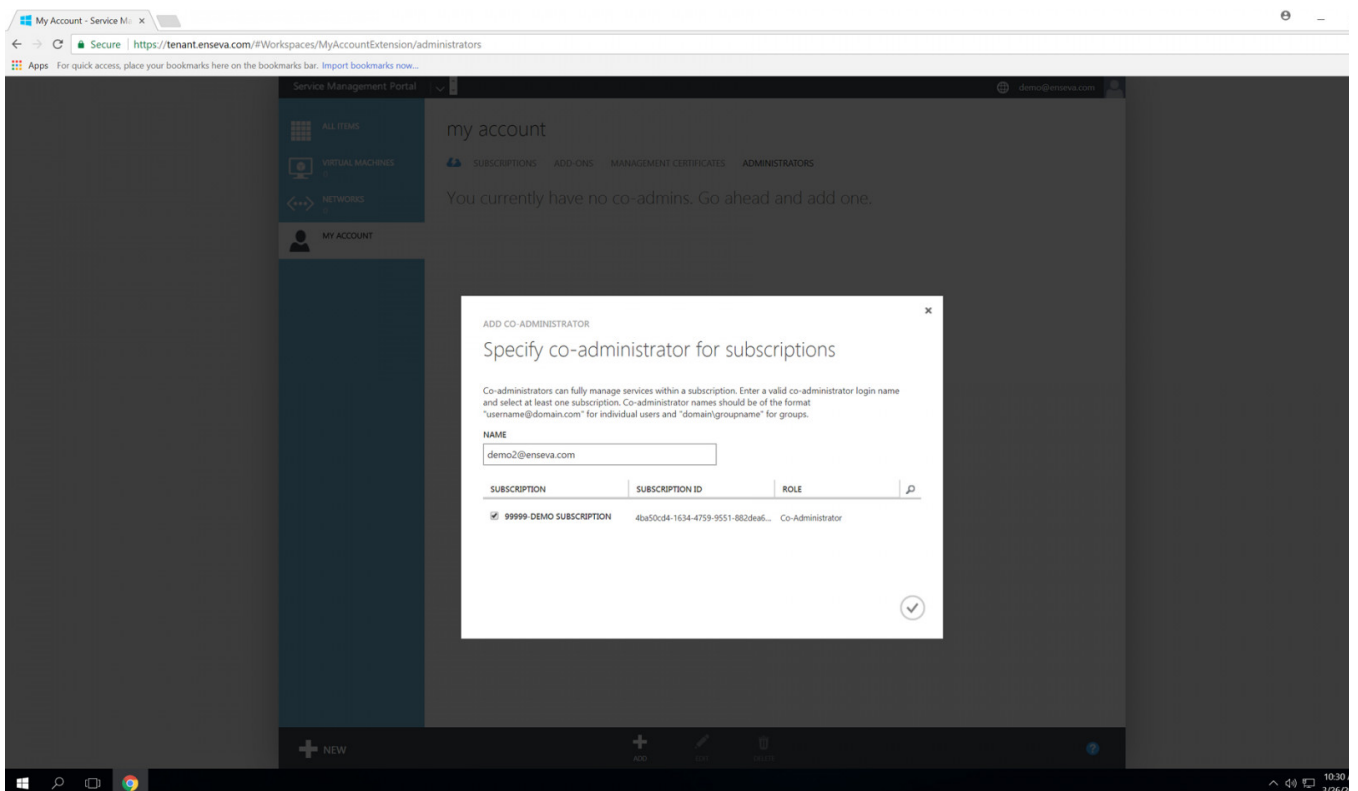 My Account - Service Ma
Secure | https://tenant.enseva.com/#Workspaces/MyAccountExtension/administrators
Apps For quick access, place your bookmarks here on the bookmarks bar. Import bookmarks now...
Service Management Portal
demo@enseva.com
ALL ITEMS
VIRTUAL MACHINES
NETWORKS
MY ACCOUNT
my account
SUBSCRIPTIONS ADD-ONS MANAGEMENT CERTIFICATES ADMINISTRATORS
You currently have no co-admins. Go ahead and add one.
ADD CO-ADMINISTRATOR
Specify co-administrator for subscriptions
Co-administrators can fully manage services within a subscription. Enter a valid co-administrator login name
and select at least one subscription. Co-administrator names should be of the format
"username@domain.com" for individual users and "domain\groupname" for groups.
NAME
demo2@enseva.com
SUBSCRIPTION SUBSCRIPTION ID ROLE
99999-DEMO SUBSCRIPTION 4ba50cd4-1634-4759-9551-882dea6... Co-Administrator
NEW
ADD
EDIT
DELETE
10:30